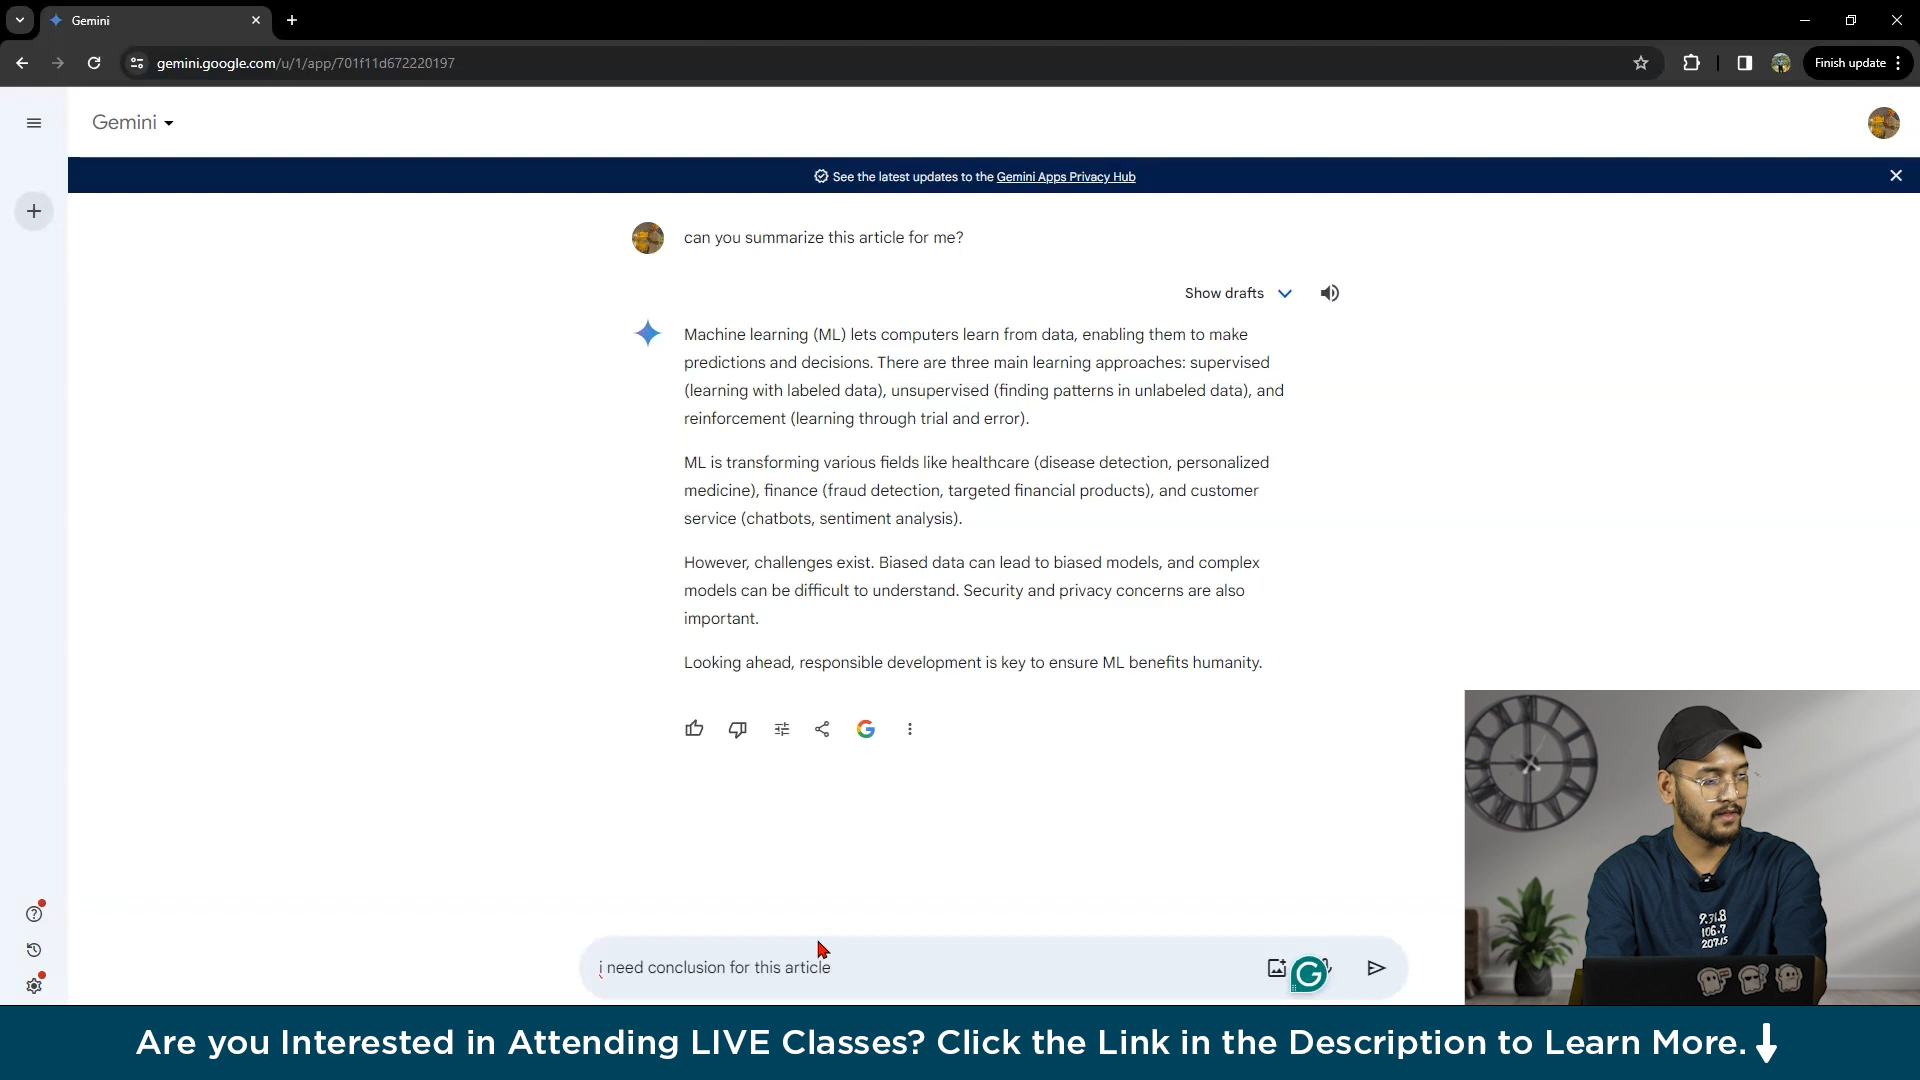 Gemini
gemini.google.com/u/1/app/701f11d672220197
Finish update
Gemini
See the latest updates to the Gemini Apps Privacy Hub
can you summarize this article for me?
Show drafts
Machine learning (ML) lets computers learn from data, enabling them to make
predictions and decisions. There are three main learning approaches: supervised
(learning with labeled data), unsupervised (finding patterns in unlabeled data), and
reinforcement (learning through trial and error).
ML is transforming various fields like healthcare (disease detection, personalized
medicine), finance (fraud detection, targeted financial products), and customer
service (chatbots, sentiment analysis).
However, challenges exist. Biased data can lead to biased models, and complex
models can be difficult to understand. Security and privacy concerns are also
important.
Looking ahead, responsible development is key to ensure ML benefits humanity.
i need conclusion for this article
106.7
Are you Interested in Attending LIVE Classes? Click the Link in the Description to Learn More.